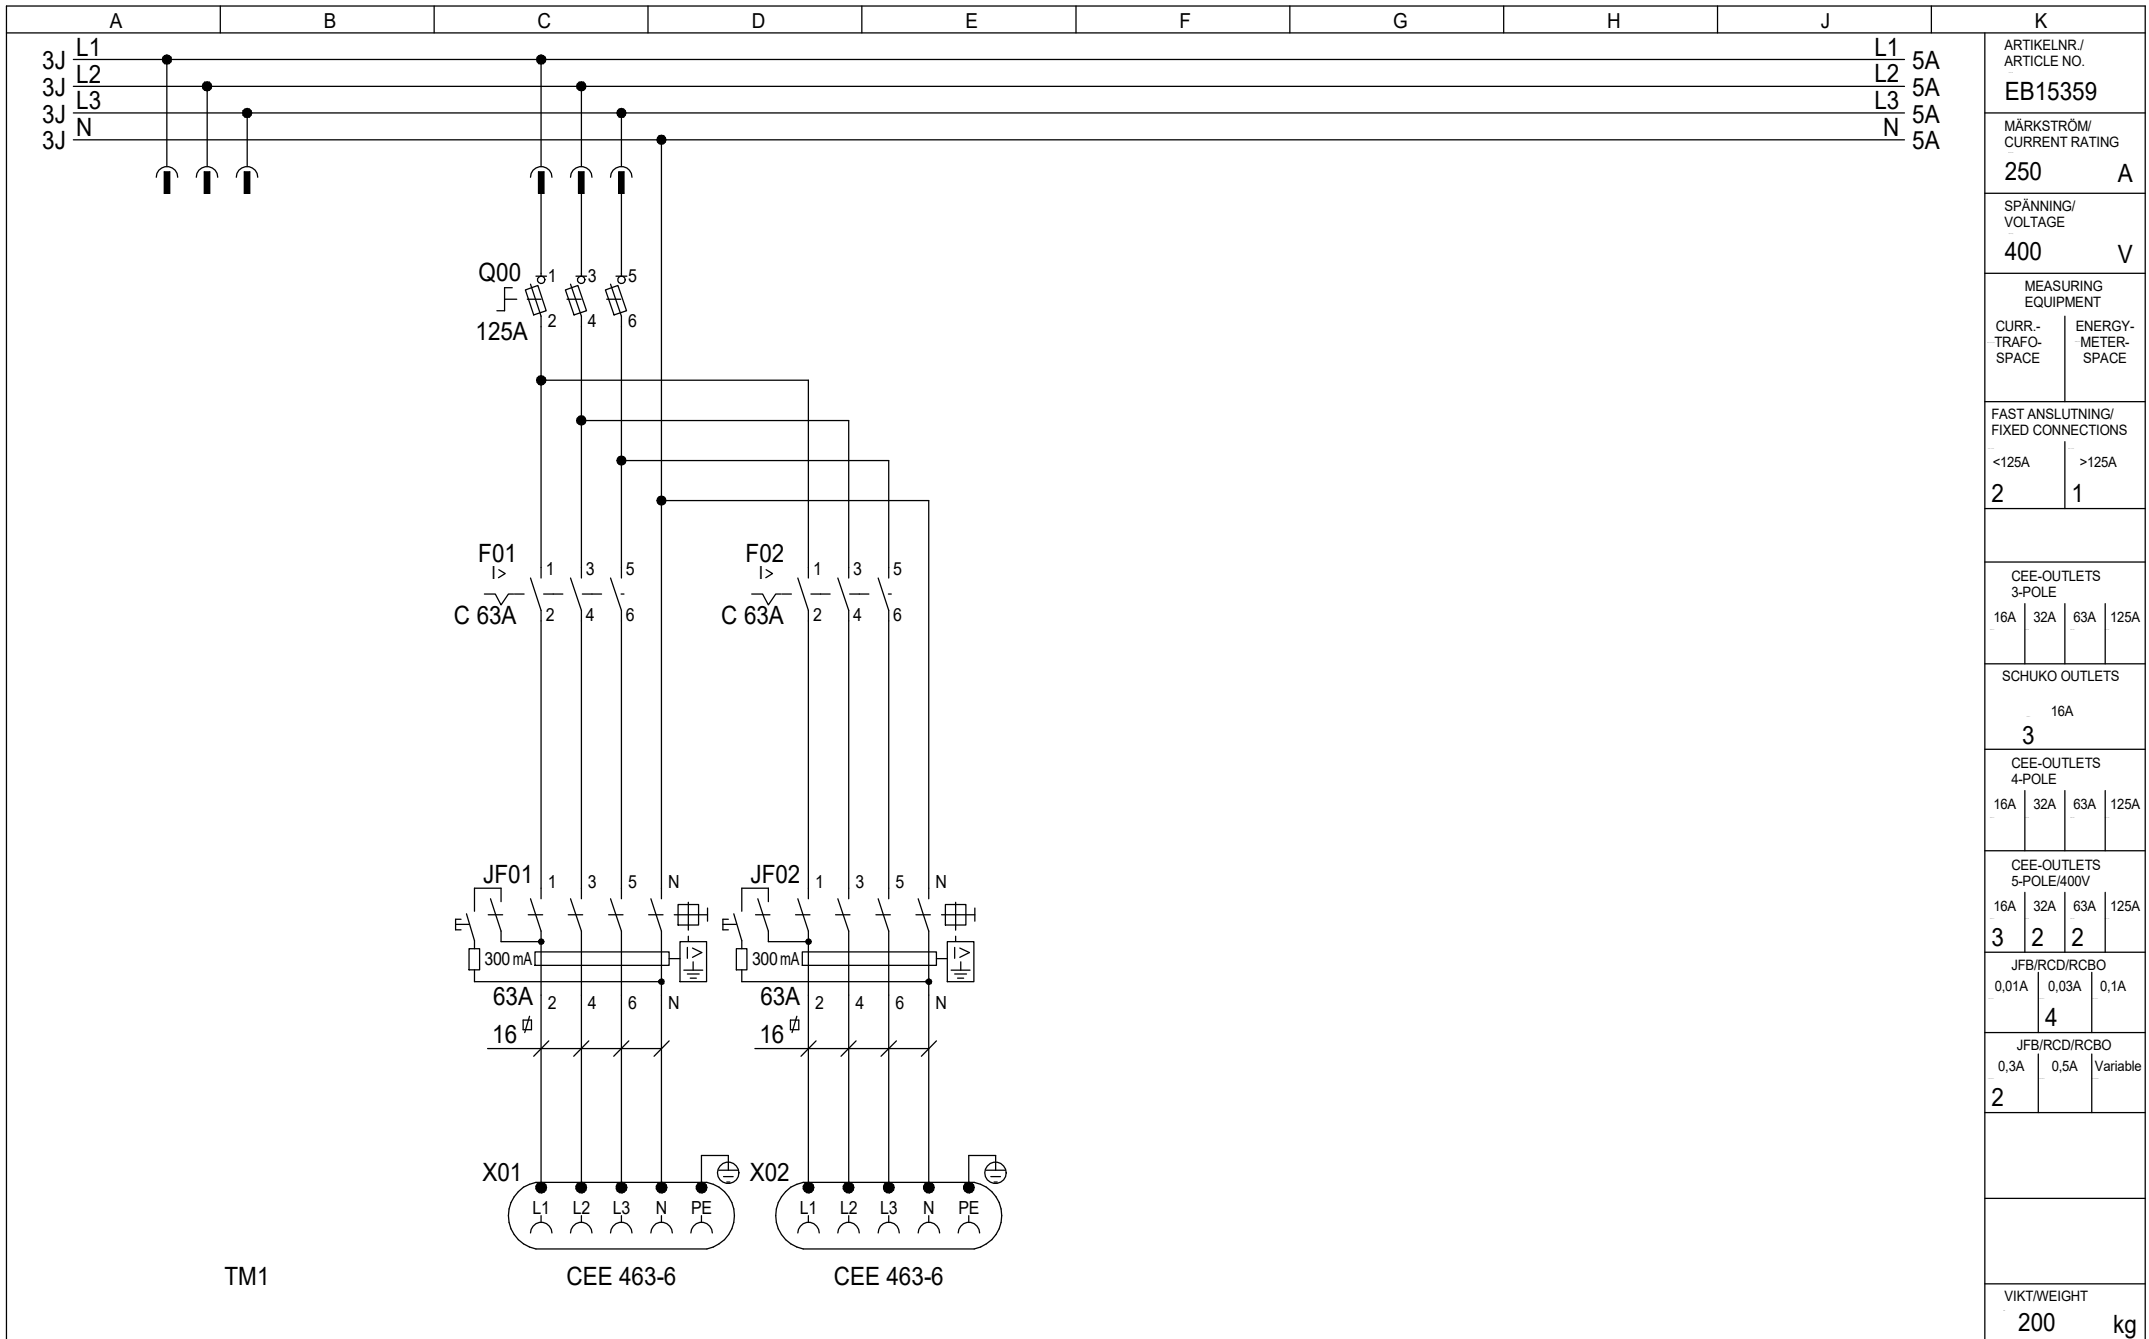 A B C D E F G H J K
3J L1 L1 5A
3J L2 L2 5A
3J L3 L3 5A
3J N N 5A
Q00 1 3 5
2 4 6
125A
F01 1 3 5
I>
C 63A 2 4 6
F02 1 3 5
I>
C 63A 2 4 6
JF01 1 3 5 N
300 mA I>
63A 2 4 6 N
16
JF02 1 3 5 N
300 mA I>
63A 2 4 6 N
16
X01
L1 L2 L3 N PE
X02
L1 L2 L3 N PE
TM1
CEE 463-6
CEE 463-6
ARTIKELNR./
ARTICLE NO.
EB15359
MÄRKSTRÖM/
CURRENT RATING
250 A
SPÄNNING/
VOLTAGE
400 V
MEASURING
EQUIPMENT
CURR.-
TRAFO-
SPACE
ENERGY-
METER-
SPACE
FAST ANSLUTNING/
FIXED CONNECTIONS
<125A >125A
2 1
CEE-OUTLETS
3-POLE
16A 32A 63A 125A
SCHUKO OUTLETS
16A
3
CEE-OUTLETS
4-POLE
16A 32A 63A 125A
CEE-OUTLETS
5-POLE/400V
16A 32A 63A 125A
3 2 2
JFB/RCD/RCBO
0,01A 0,03A 0,1A
4
JFB/RCD/RCBO
0,3A 0,5A Variable
2
VIKT/WEIGHT
200 kg